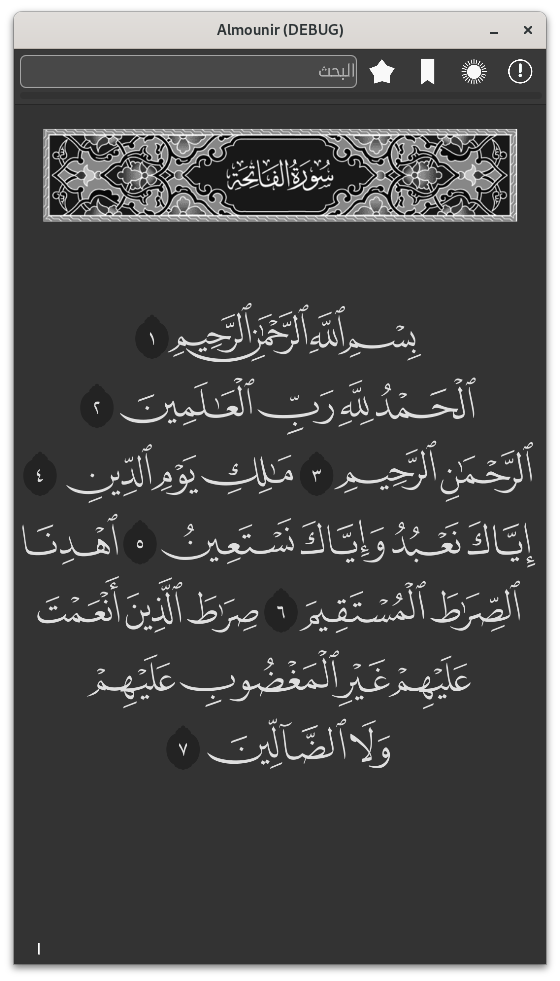 Almounir (DEBUG)
البحث
سُورَةُ الفَاتِحَةِ
بِسْمِ ٱللَّهِ ٱلرَّحْمَٰنِ ٱلرَّحِيمِ ١
ٱلْحَمْدُ لِلَّهِ رَبِّ ٱلْعَٰلَمِينَ ٢
ٱلرَّحْمَٰنِ ٱلرَّحِيمِ ٣ مَٰلِكِ يَوْمِ ٱلدِّينِ ٤
إِيَّاكَ نَعْبُدُ وَإِيَّاكَ نَسْتَعِينُ ٥ ٱهْدِنَا
ٱلصِّرَٰطَ ٱلْمُسْتَقِيمَ ٦ صِرَٰطَ ٱلَّذِينَ أَنْعَمْتَ
عَلَيْهِمْ غَيْرِ ٱلْمَغْضُوبِ عَلَيْهِمْ
وَلَا ٱلضَّآلِّينَ ٧
١